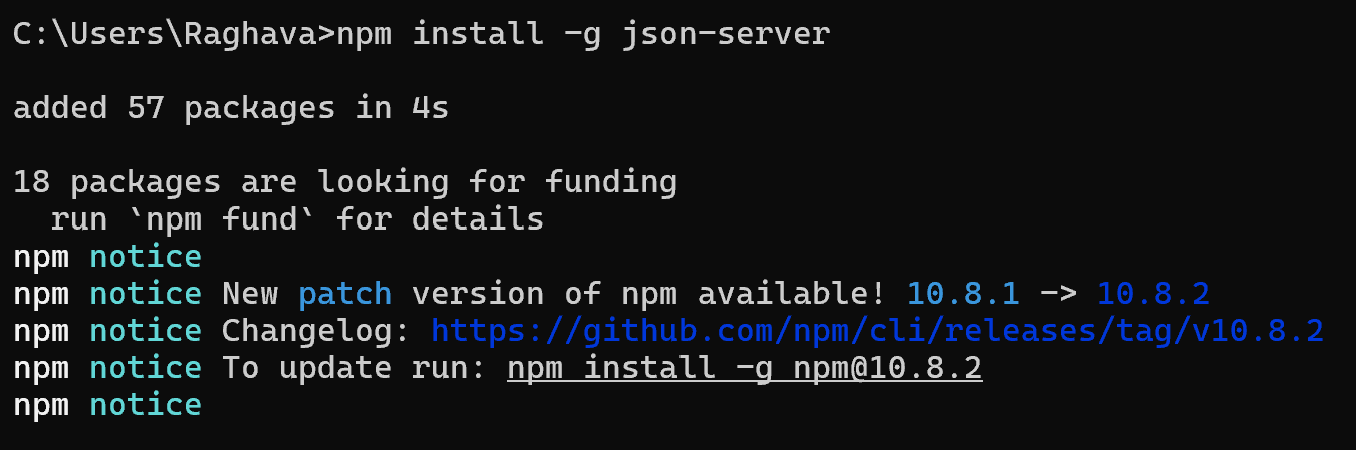 C:\Users\Raghava>npm install -g json-server
added 57 packages in 4s
18 packages are looking for funding
  run `npm fund` for details
npm notice
npm notice New patch version of npm available! 10.8.1 -> 10.8.2
npm notice Changelog: https://github.com/npm/cli/releases/tag/v10.8.2
npm notice To update run: npm install -g npm@10.8.2
npm notice